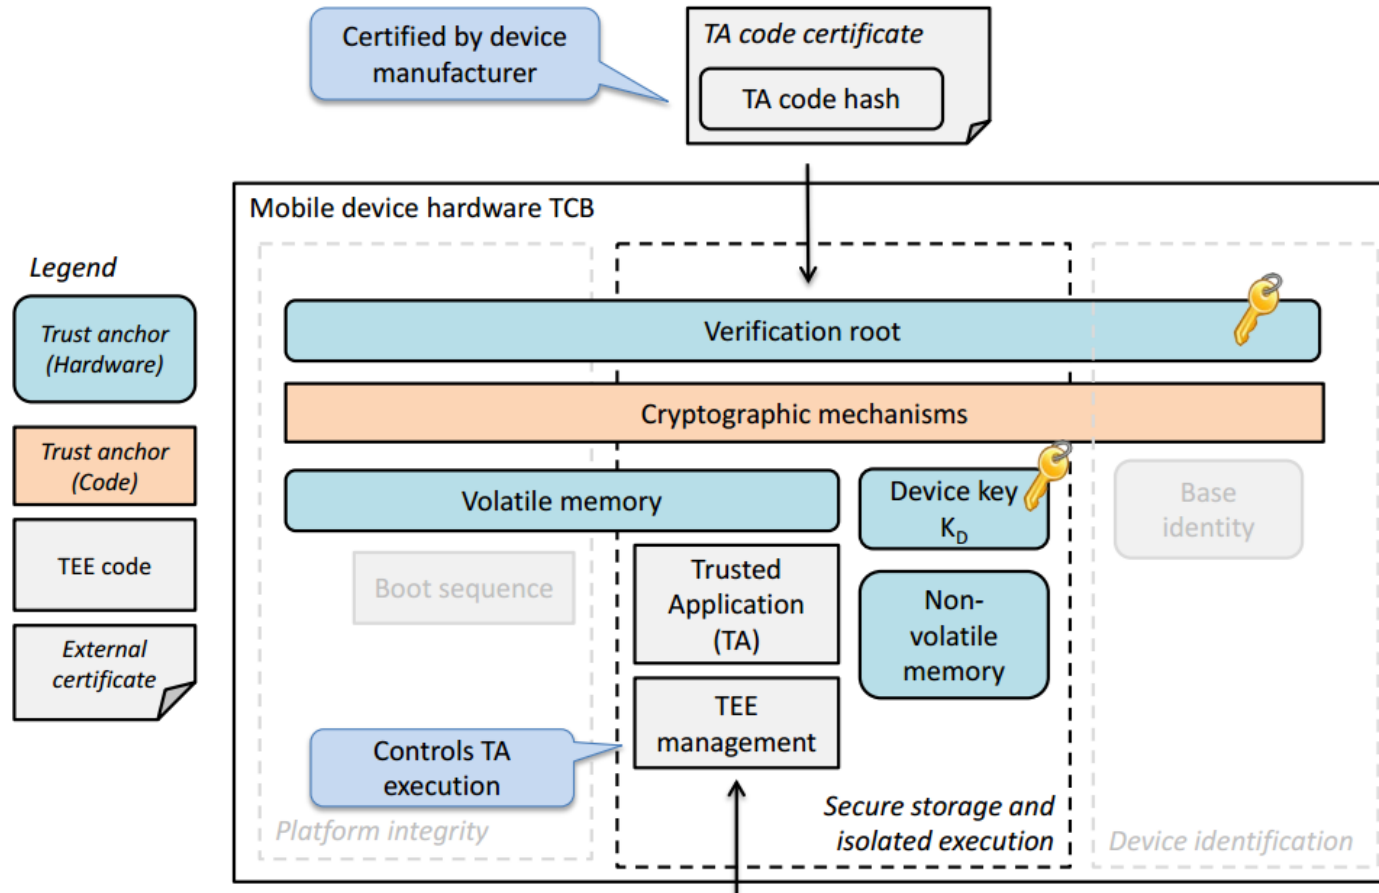 Certified by device
manufacturer
TA code certificate
TA code hash
Mobile device hardware TCB
Legend
Trust anchor
(Hardware)
Trust anchor
(Code)
TEE code
External
certificate
Verification root
Cryptographic mechanisms
Volatile memory
Device key
K_D
Base
identity
Boot sequence
Trusted
Application
(TA)
Non-
volatile
memory
TEE
management
Controls TA
execution
Platform integrity
Secure storage and
isolated execution
Device identification